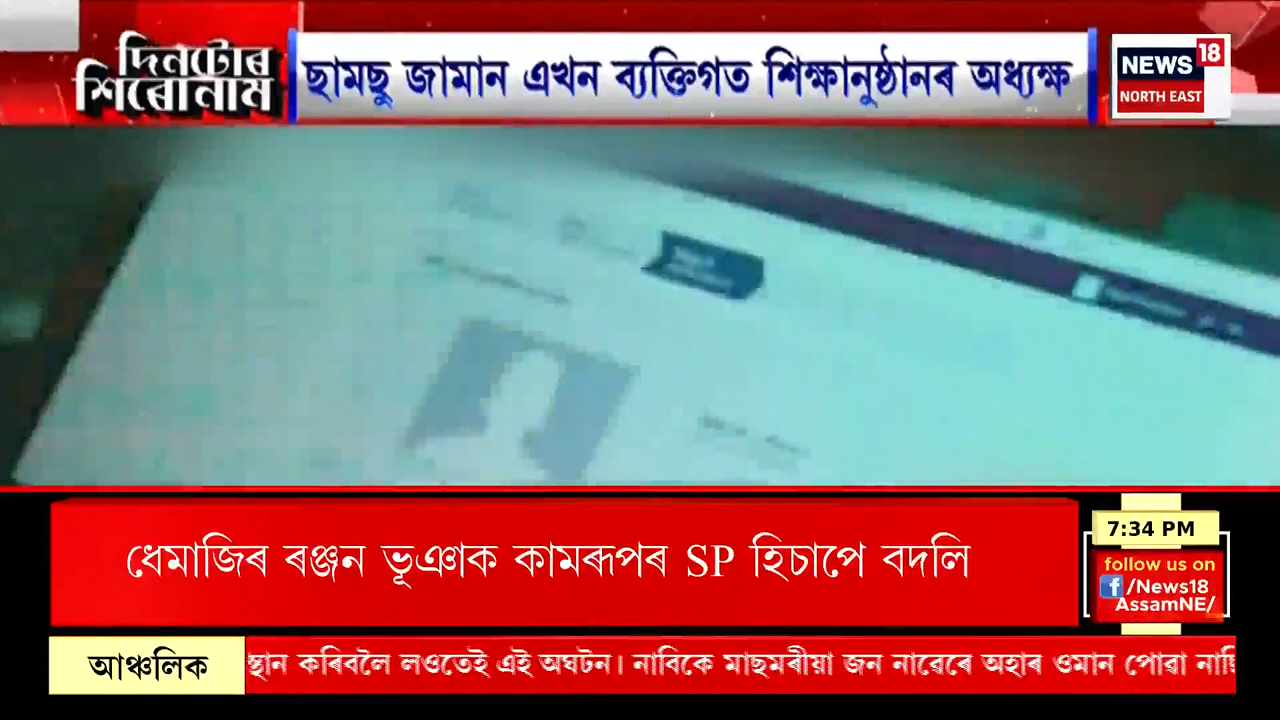 দিনটোৰ
শিৰোনাম
ছামছু জামান এখন ব্যক্তিগত শিক্ষানুষ্ঠানৰ অধ্যক্ষ
NEWS 18
NORTH EAST
ধেমাজিৰ ৰঞ্জন ভূঞাক কামৰূপৰ SP হিচাপে বদলি
7:34 PM
follow us on
/News18
AssamNE/
আঞ্চলিক
স্থান কৰিবলৈ লওতেই এই অঘটন। নাবিকে মাছমৰীয়া জন নাৱেৰে অহাৰ ওমান পোৱা